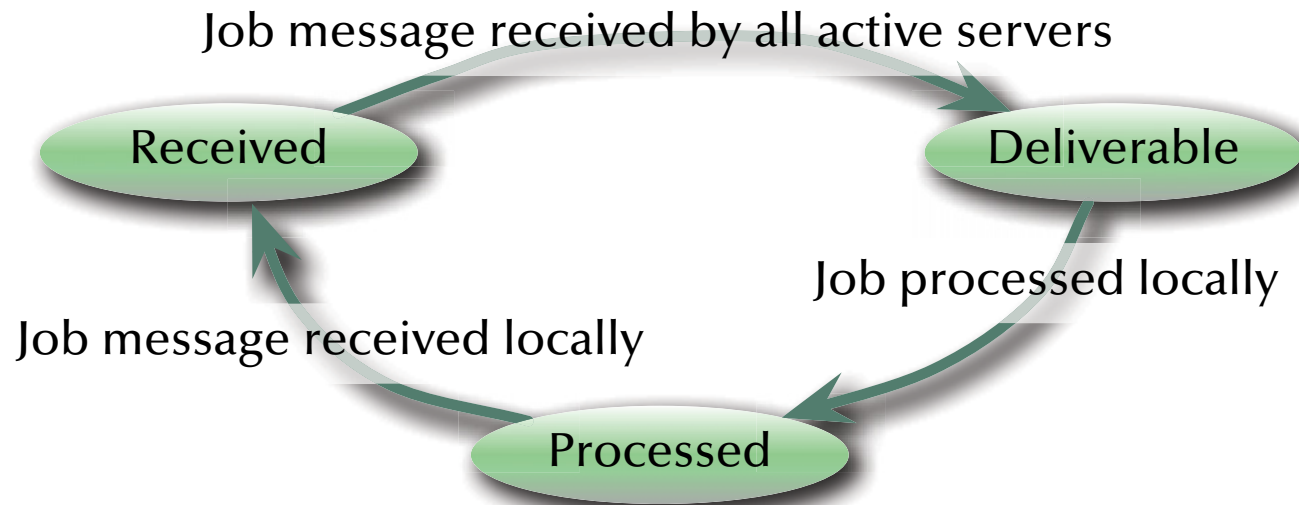 Job message received by all active servers
Received
Deliverable
Job processed locally
Job message received locally
Processed